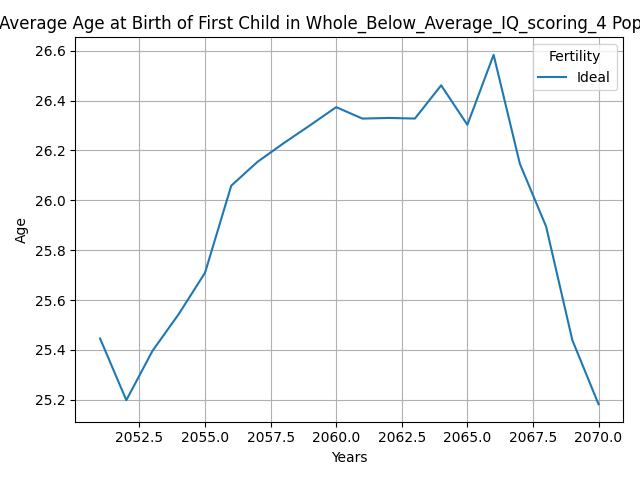 Average Age at Birth of First Child in Whole_Below_Average_IQ_scoring_4 Pop
Fertility
Ideal
26.6
26.4
26.2
26.0
25.8
25.6
25.4
25.2
Age
2052.5 2055.0 2057.5 2060.0 2062.5 2065.0 2067.5 2070.0
Years